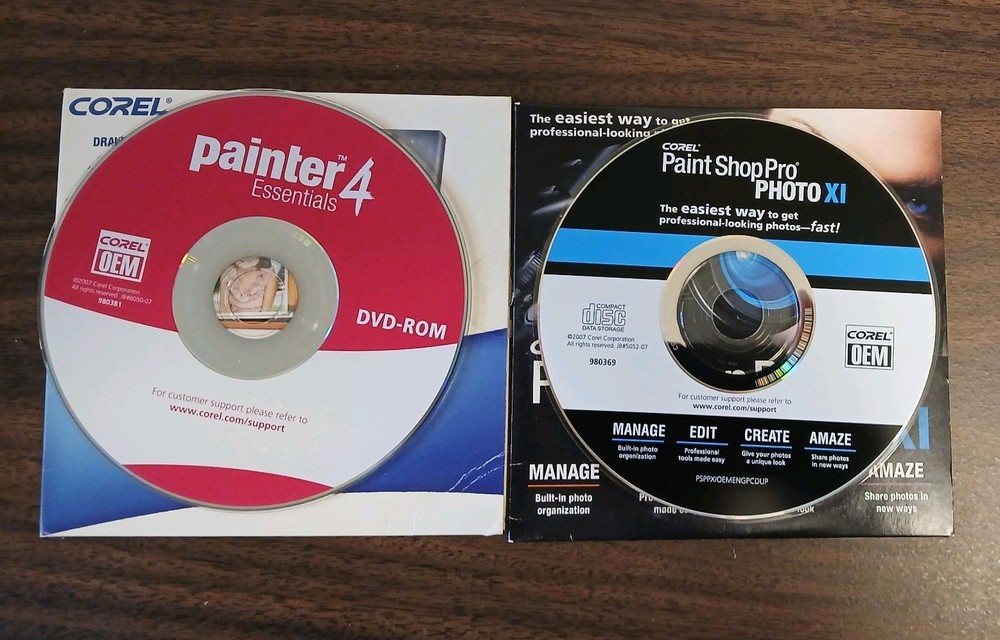 COREL®
painter™ 4
Essentials
COREL®
OEM
©2007 Corel Corporation
All rights reserved. JB#6050-07
980381
DVD-ROM
For customer support please refer to
www.corel.com/support
The easiest way to get
professional-looking
COREL®
Paint Shop Pro®
PHOTO XI
The easiest way to get
professional-looking photos—fast!
COMPACT
disc
DATA STORAGE
©2007 Corel Corporation
All rights reserved. JB#5052-07
980369
COREL®
OEM
For customer support please refer to
www.corel.com/support
MANAGE EDIT CREATE AMAZE
Built-in photo Professional Give your photos Share photos
organization tools made easy a unique look in new ways
PSPPXIOEMENGPCDUP
XI
MANAGE AMAZE
Built-in photo Share photos in
organization new ways